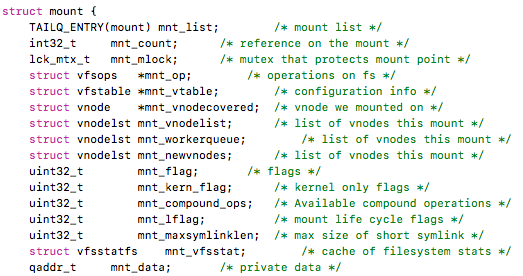 struct mount {
TAILQ_ENTRY(mount) mnt_list; /* mount list */
int32_t mnt_count; /* reference on the mount */
lck_mtx_t mnt_mlock; /* mutex that protects mount point */
struct vfsops *mnt_op; /* operations on fs */
struct vfstable *mnt_vtable; /* configuration info */
struct vnode *mnt_vnodecovered; /* vnode we mounted on */
struct vnodelst mnt_vnodelist; /* list of vnodes this mount */
struct vnodelst mnt_workerqueue; /* list of vnodes this mount */
struct vnodelst mnt_newvnodes; /* list of vnodes this mount */
uint32_t mnt_flag; /* flags */
uint32_t mnt_kern_flag; /* kernel only flags */
uint32_t mnt_compound_ops; /* Available compound operations */
uint32_t mnt_lflag; /* mount life cycle flags */
uint32_t mnt_maxsymlinklen; /* max size of short symlink */
struct vfsstatfs mnt_vfsstat; /* cache of filesystem stats */
qaddr_t mnt_data; /* private data */